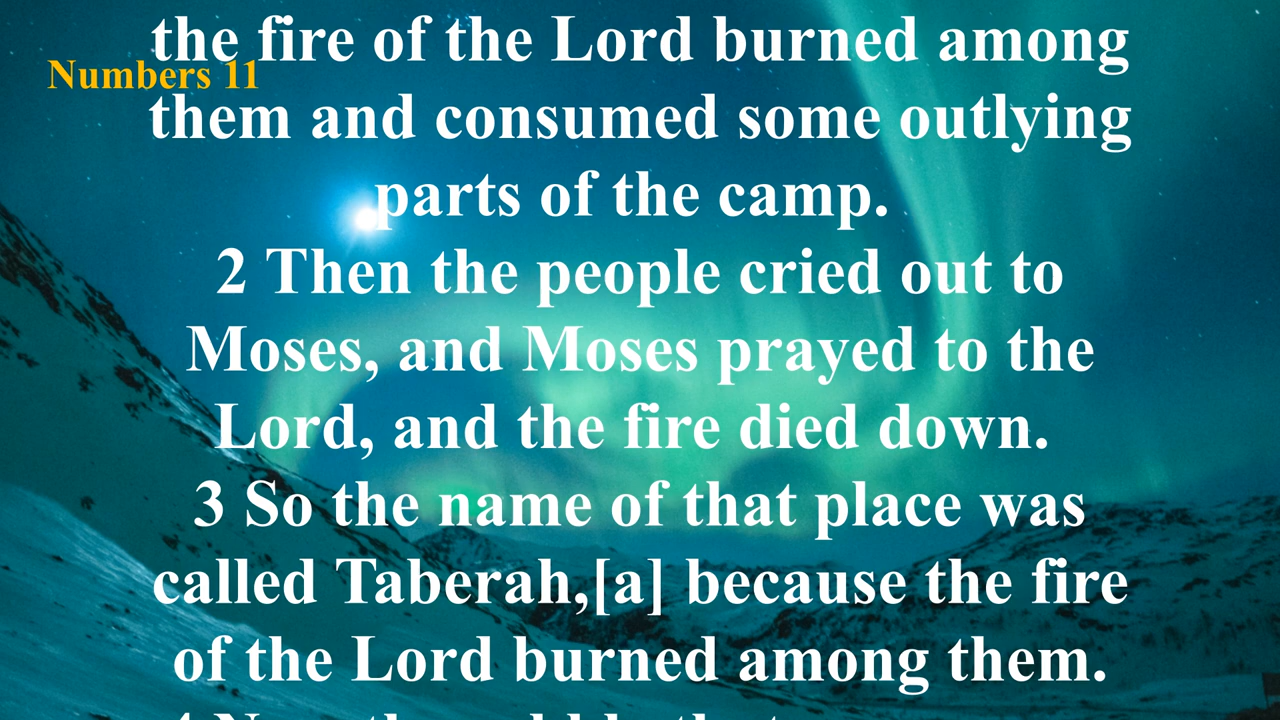 the fire of the Lord burned among
Numbers 11
them and consumed some outlying
parts of the camp.
2 Then the people cried out to
Moses, and Moses prayed to the
Lord, and the fire died down.
3 So the name of that place was
called Taberah,[a] because the fire
of the Lord burned among them.